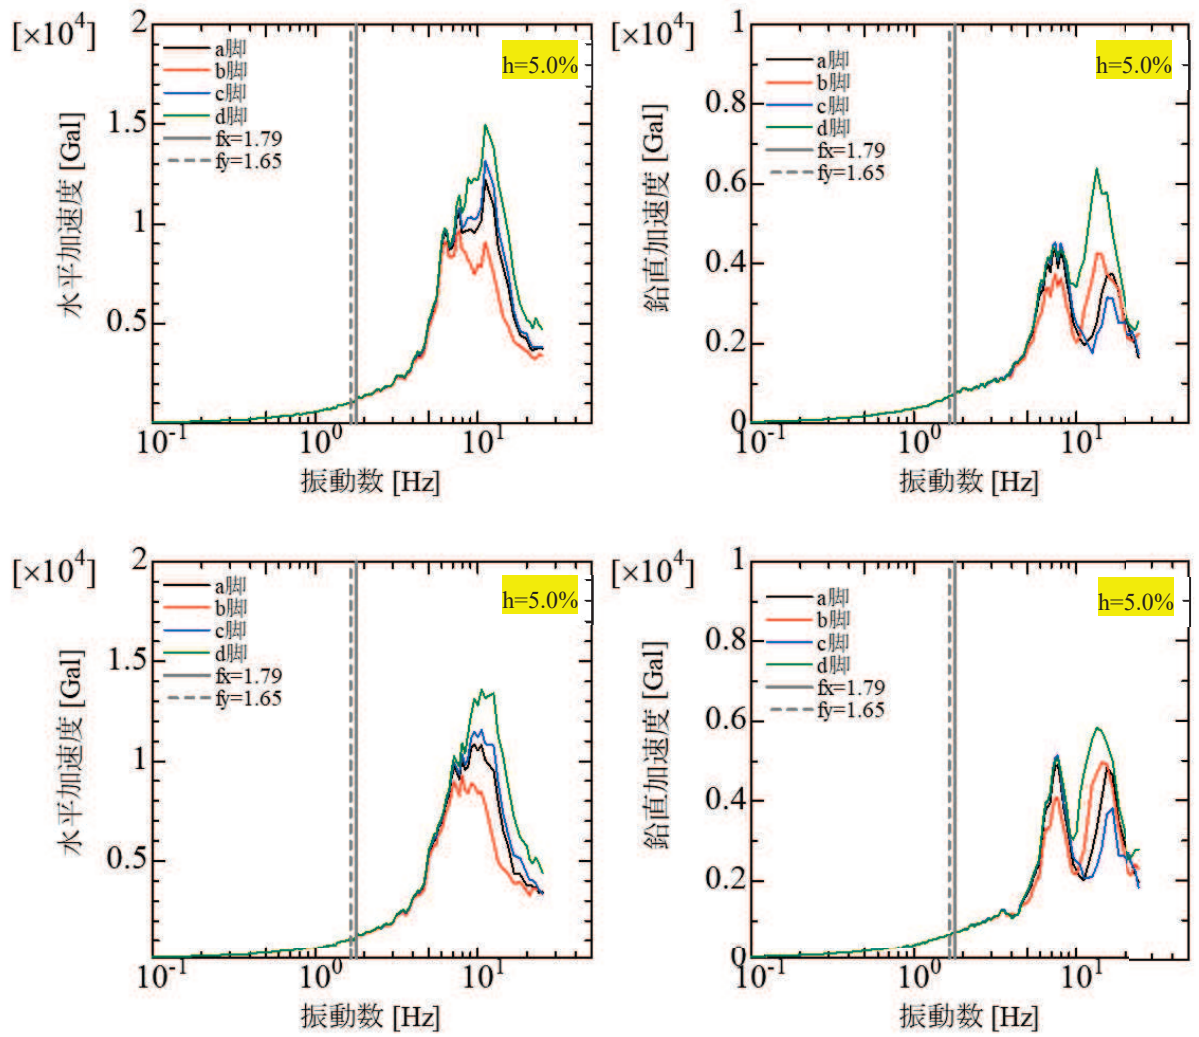 [×10⁴]
2
1.5
1
0.5
水平加速度 [Gal]
a脚
b脚
c脚
d脚
fx=1.79
fy=1.65
h=5.0%
10⁻¹
10⁰
10¹
振動数 [Hz]
[×10⁴]
1
0.8
0.6
0.4
0.2
0
鉛直加速度 [Gal]
a脚
b脚
c脚
d脚
fx=1.79
fy=1.65
h=5.0%
10⁻¹
10⁰
10¹
振動数 [Hz]
[×10⁴]
2
1.5
1
0.5
水平加速度 [Gal]
a脚
b脚
c脚
d脚
fx=1.79
fy=1.65
h=5.0%
10⁻¹
10⁰
10¹
振動数 [Hz]
[×10⁴]
1
0.8
0.6
0.4
0.2
0
鉛直加速度 [Gal]
a脚
b脚
c脚
d脚
fx=1.79
fy=1.65
h=5.0%
10⁻¹
10⁰
10¹
振動数 [Hz]